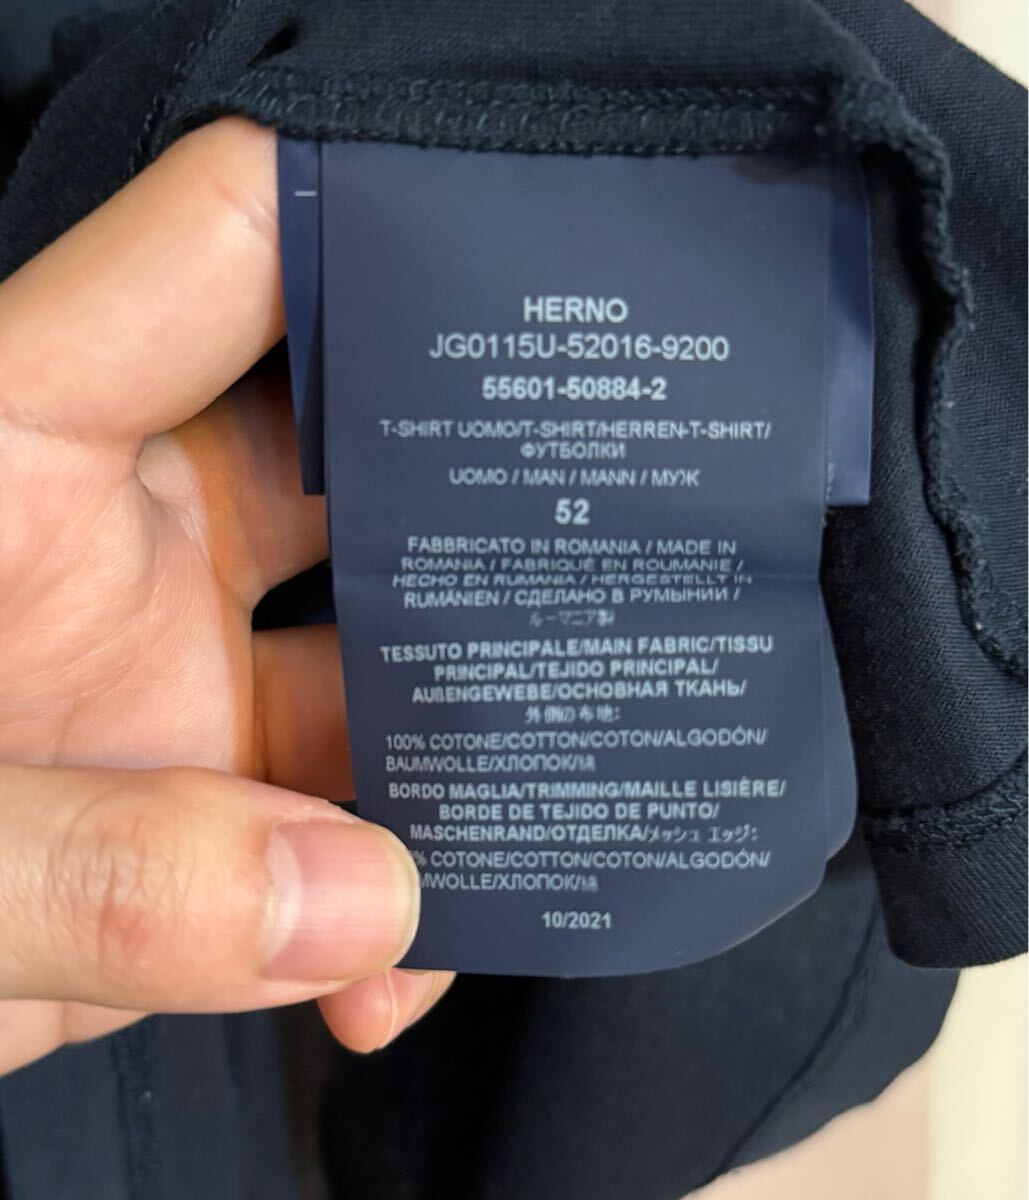 HERNO
JG0115U-52016-9200
55601-50884-2
T-SHIRT UOMO/T-SHIRT/HERREN-T-SHIRT/
ФУТБОЛКИ
UOMO / MAN / MANN / МУЖ
52
FABBRICATO IN ROMANIA / MADE IN
ROMANIA / FABRIQUÉ EN ROUMANIE /
HECHO EN RUMANIA / HERGESTELLT IN
RUMÄNIEN / СДЕЛАНО В РУМЫНИИ /
ルーマニア製
TESSUTO PRINCIPALE/MAIN FABRIC/TISSU
PRINCIPAL/TEJIDO PRINCIPAL/
AUßENGEWEBE/ОСНОВНАЯ ТКАНЬ/
外側の布地:
100% COTONE/COTTON/COTON/ALGODÓN/
BAUMWOLLE/ХЛОПОК/綿
BORDO MAGLIA/TRIMMING/MAILLE LISIÈRE/
BORDE DE TEJIDO DE PUNTO/
MASCHENRAND/ОТДЕЛКА/メッシュ エッジ:
% COTONE/COTTON/COTON/ALGODÓN/
MWOLLE/ХЛОПОК/綿
10/2021